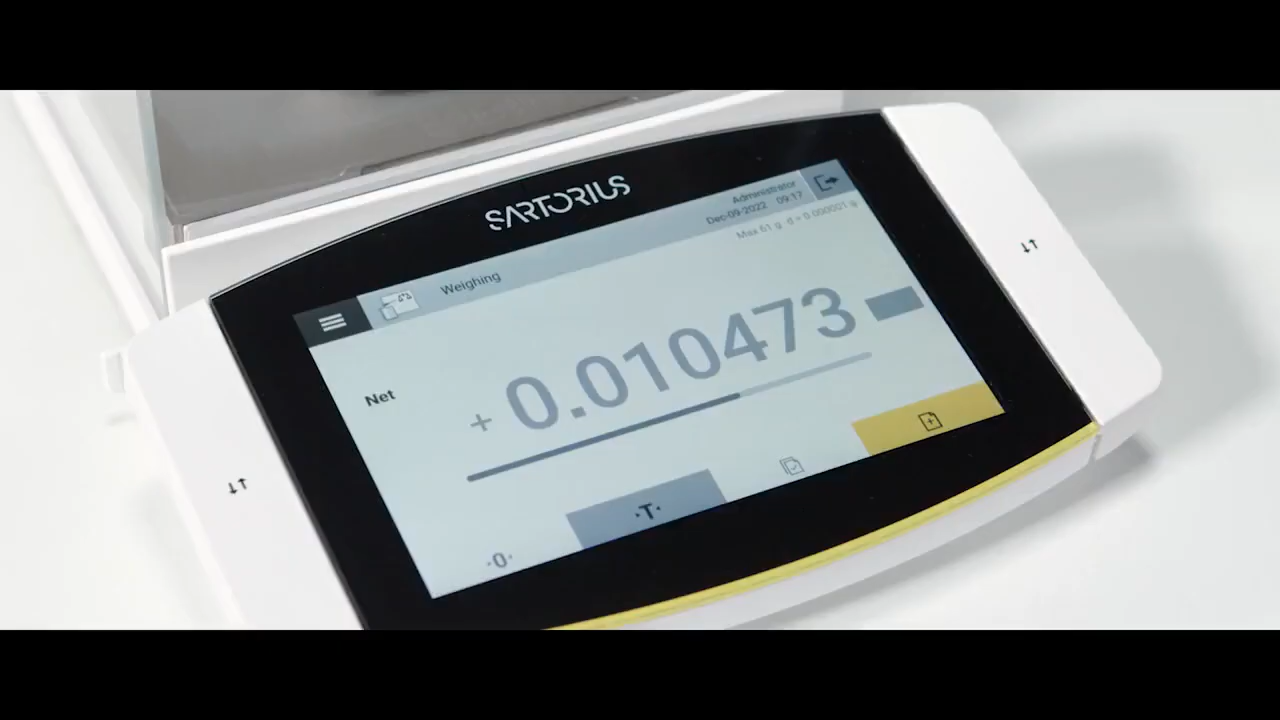 SARTORIUS
Administrator
Dec-09-2022 09:17
Weighing
Max 61 g d = 0.000001 g
Net
+ 0.010473
·0·
·T·